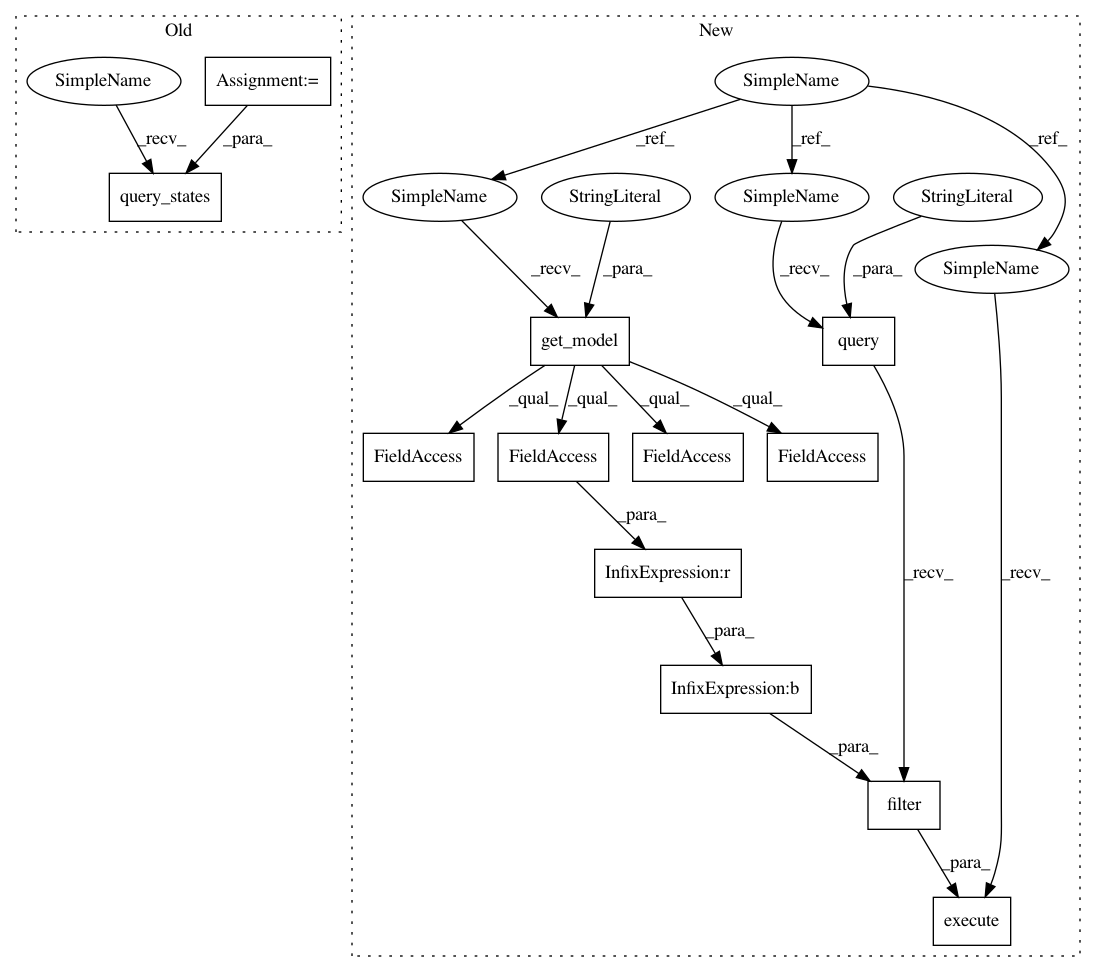 Old
New
SimpleName
Assignment:=
SimpleName
_recv_
_para_
_ref_
_ref_
_ref_
query_states
SimpleName
StringLiteral
SimpleName
StringLiteral
SimpleName
_recv_
_para_
_recv_
_para_
get_model
query
_qual_
_qual_
_qual_
_qual_
FieldAccess
FieldAccess
FieldAccess
FieldAccess
_para_
InfixExpression:r
_recv_
_recv_
_para_
InfixExpression:b
_para_
filter
_para_
execute